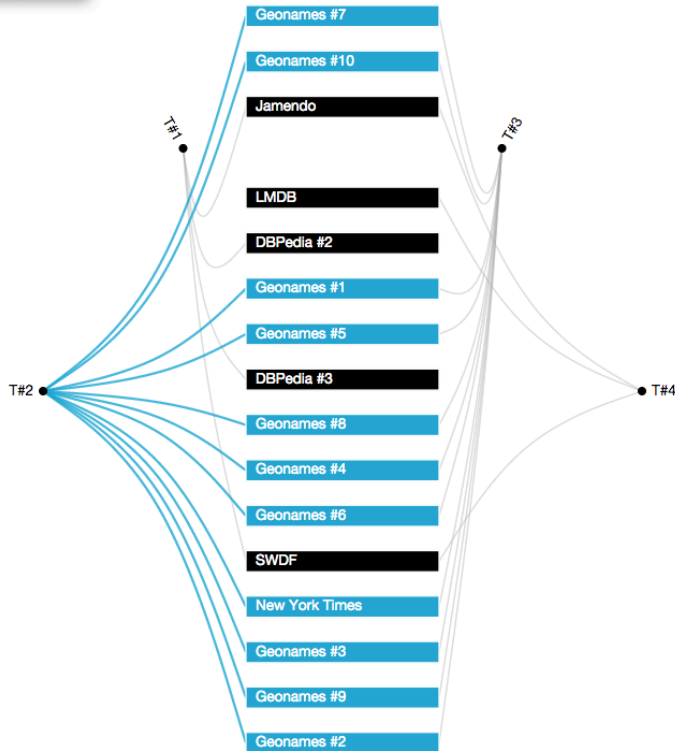 Geonames #7
Geonames #10
Jamendo
T#1
T#3
LMDB
DBPedia #2
Geonames #1
Geonames #5
DBPedia #3
T#2
T#4
Geonames #8
Geonames #4
Geonames #6
SWDF
New York Times
Geonames #3
Geonames #9
Geonames #2